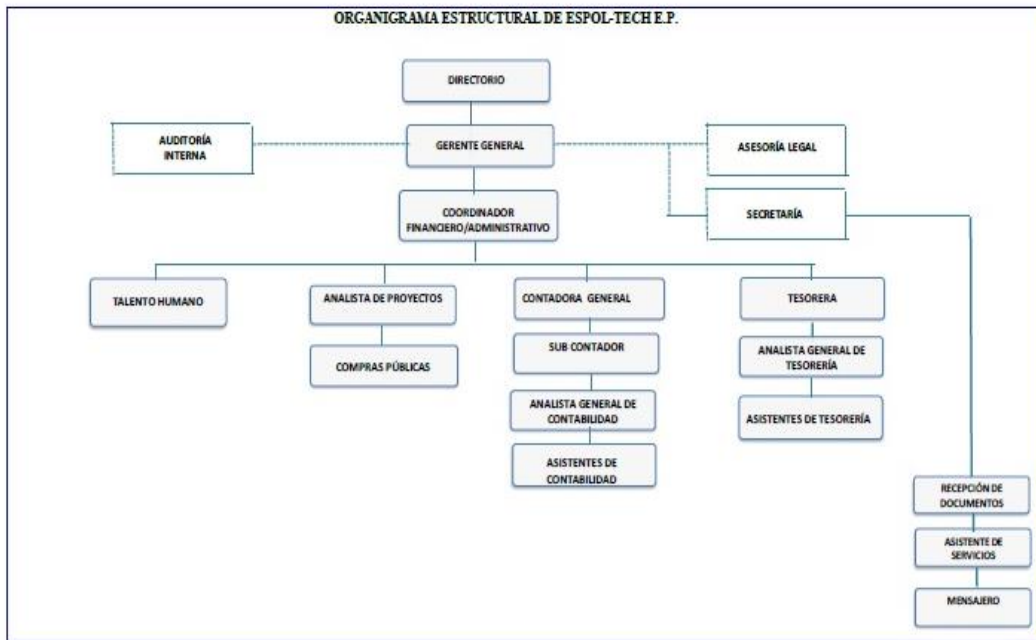 ORGANIGRAMA ESTRUCTURAL DE ESPOL-TECH E.P.
DIRECTORIO
AUDITORÍA
INTERNA
GERENTE GENERAL
ASESORÍA LEGAL
COORDINADOR
FINANCIERO/ADMINISTRATIVO
SECRETARÍA
TALENTO HUMANO
ANALISTA DE PROYECTOS
CONTADORA GENERAL
TESORERA
COMPRAS PÚBLICAS
SUB CONTADOR
ANALISTA GENERAL DE
TESORERÍA
ANALISTA GENERAL DE
CONTABILIDAD
ASISTENTES DE TESORERÍA
ASISTENTES DE
CONTABILIDAD
RECEPCIÓN DE
DOCUMENTOS
ASISTENTE DE
SERVICIOS
MENSAJERO